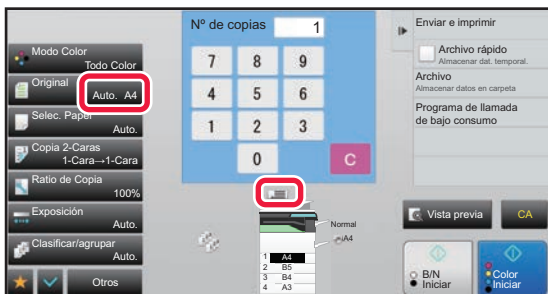 Nº de copias 1
Enviar e imprimir
Modo Color
Todo Color
Original
Auto. A4
Selec. Papel
Auto.
Copia 2-Caras
1-Cara→1-Cara
Ratio de Copia
100%
Exposición
Auto.
Clasificar/agrupar
Auto.
Otros
7 8 9
4 5 6
1 2 3
0 C
Archivo rápido
Almacenar dat. temporal.
Archivo
Almacenar datos en carpeta
Programa de llamada
de bajo consumo
Normal
A4
1 A4
2 B5
3 B4
4 A3
Vista previa
CA
B/N
Iniciar
Color
Iniciar